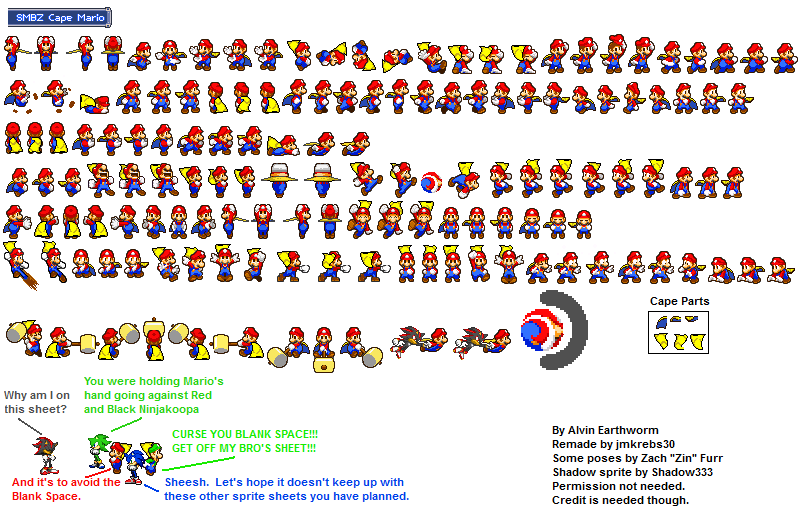 SMBZ Cape Mario
Cape Parts
You were holding Mario's
hand going against Red
and Black Ninjakoopa
Why am I on
this sheet?
CURSE YOU BLANK SPACE!!!
GET OFF MY BRO'S SHEET!!!
And it's to avoid the
Blank Space.
Sheesh. Let's hope it doesn't keep up with
these other sprite sheets you have planned.
By Alvin Earthworm
Remade by jmkrebs30
Some poses by Zach "Zin" Furr
Shadow sprite by Shadow333
Permission not needed.
Credit is needed though.